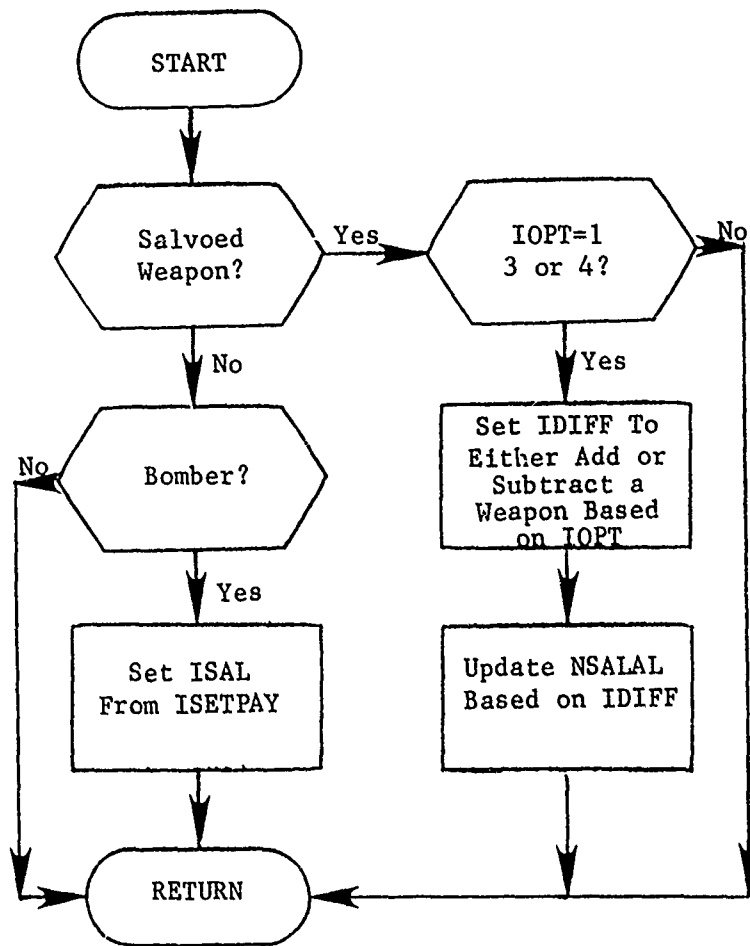 START
Salvoed
Weapon?
Yes
IOPT=1
3 or 4?
No
No
Yes
No
Bomber?
Set IDIFF To
Either Add or
Subtract a
Weapon Based
on IOPT
Yes
Set ISAL
From ISETPAY
Update NSALAL
Based on IDIFF
RETURN